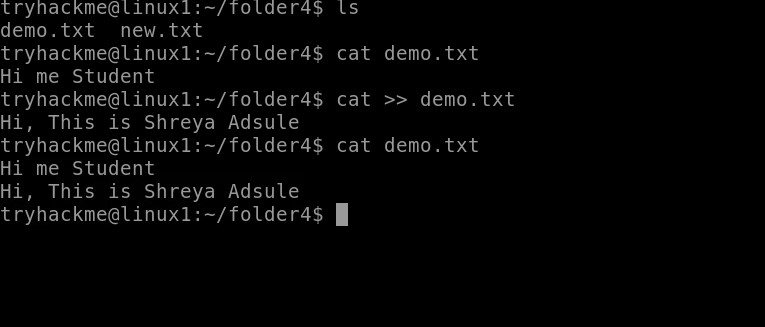 tryhackme@linux1:~/folder4$ ls
demo.txt  new.txt
tryhackme@linux1:~/folder4$ cat demo.txt
Hi me Student
tryhackme@linux1:~/folder4$ cat >> demo.txt
Hi, This is Shreya Adsule
tryhackme@linux1:~/folder4$ cat demo.txt
Hi me Student
Hi, This is Shreya Adsule
tryhackme@linux1:~/folder4$